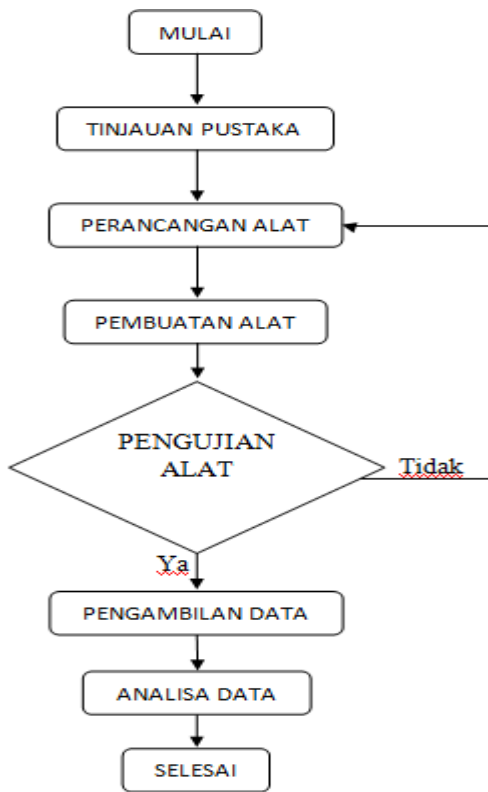 MULAI
TINJAUAN PUSTAKA
PERANCANGAN ALAT
PEMBUATAN ALAT
PENGUJIAN
ALAT
Tidak
Ya
PENGAMBILAN DATA
ANALISA DATA
SELESAI